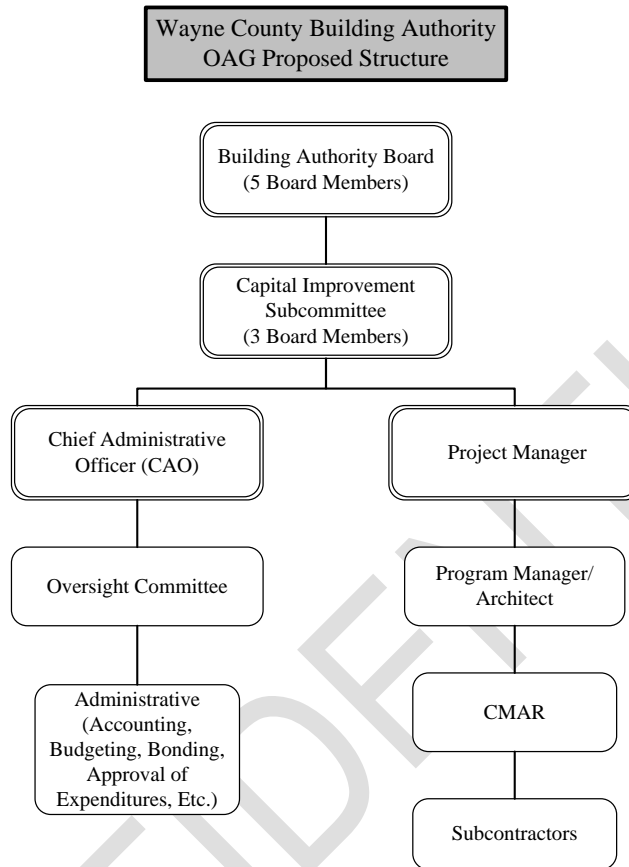 Wayne County Building Authority
OAG Proposed Structure
Building Authority Board
(5 Board Members)
Capital Improvement
Subcommittee
(3 Board Members)
Chief Administrative
Officer (CAO)
Project Manager
Oversight Committee
Program Manager/
Architect
Administrative
(Accounting,
Budgeting, Bonding,
Approval of
Expenditures, Etc.)
CMAR
Subcontractors